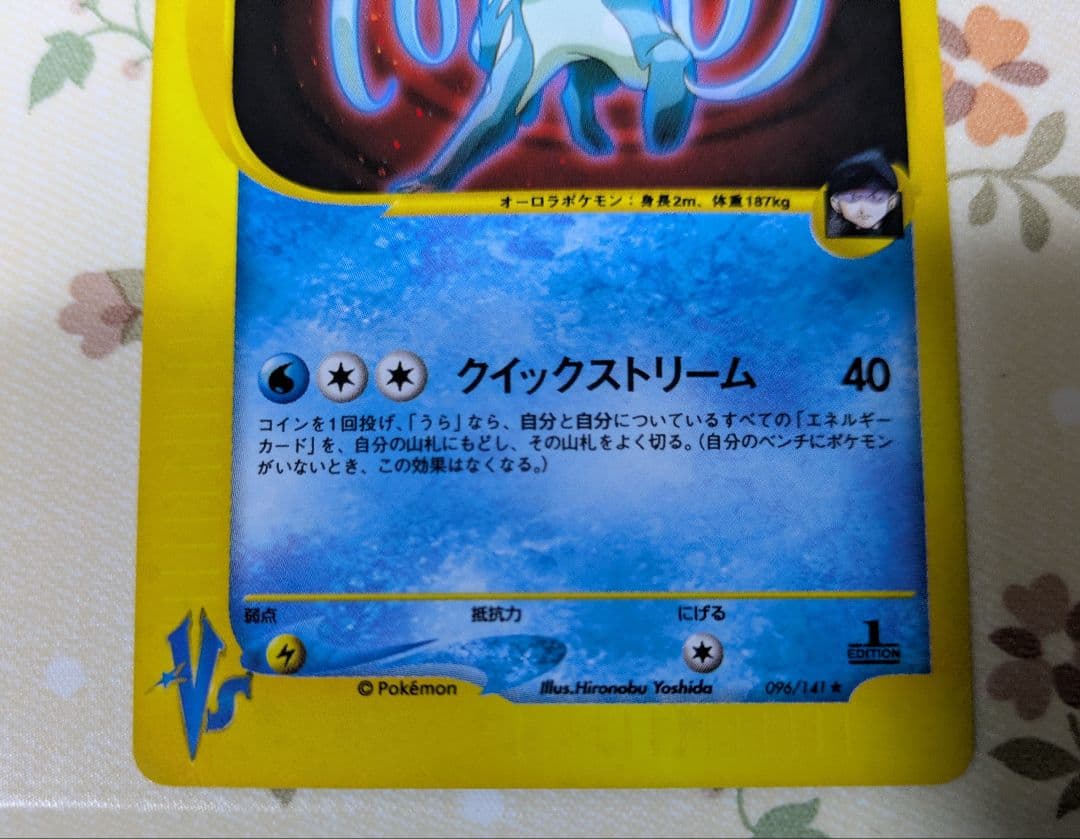 オーロラポケモン：身長2m、体重187kg
クイックストリーム 40
コインを1回投げ、「うら」なら、自分と自分についているすべての「エネルギー
カード」を、自分の山札にもどし、その山札をよく切る。（自分のベンチにポケモン
がいないとき、この効果はなくなる。）
弱点 抵抗力 にげる
1
EDITION
VS
© Pokémon Illus.Hironobu Yoshida 096/141★